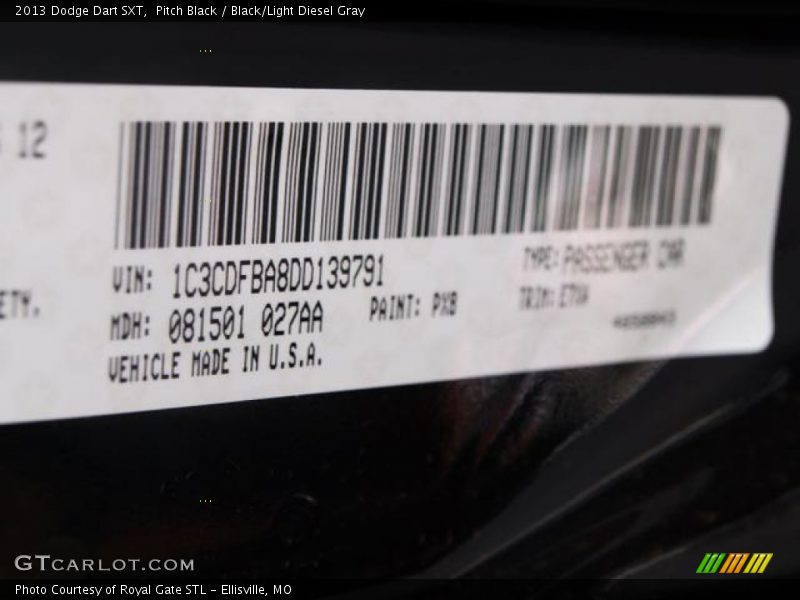 2013 Dodge Dart SXT, Pitch Black / Black/Light Diesel Gray
12
VIN: 1C3CDFBA8DD139791
TYPE: PASSENGER CAR
ETY.
MDH: 081501 027AA
PAINT: PXB
TRIM:
VEHICLE MADE IN U.S.A.
GTCARLOT.COM
Photo Courtesy of Royal Gate STL - Ellisville, MO